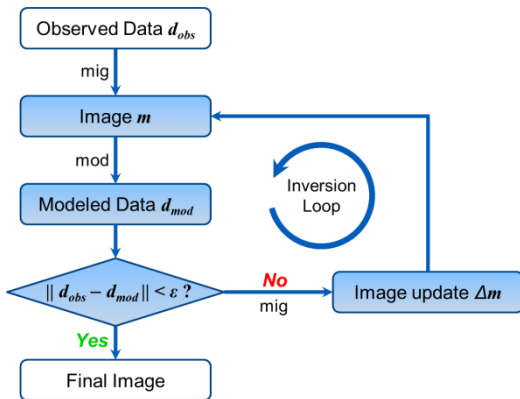 Observed Data d_obs
mig
Image m
mod
Inversion
Loop
Modeled Data d_mod
|| d_obs – d_mod || < ε ?
No
mig
Image update Δm
Yes
Final Image